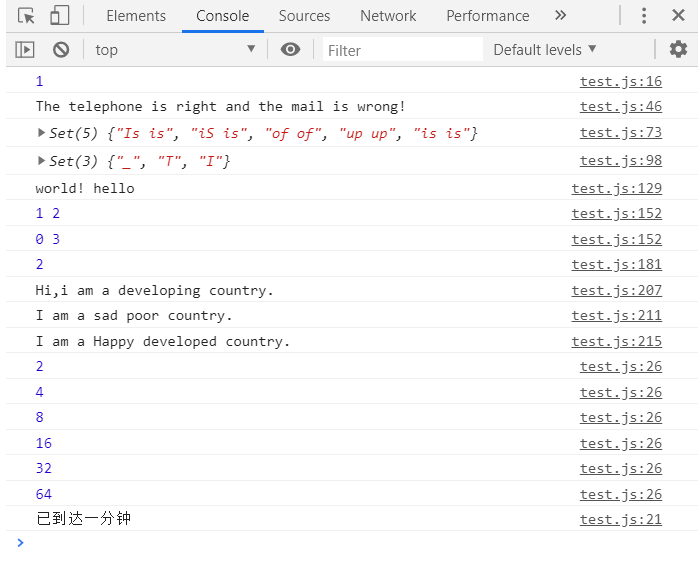 Elements Console Sources Network Performance
top Filter Default levels
1 test.js:16
The telephone is right and the mail is wrong! test.js:46
Set(5) {"Is is", "iS is", "of of", "up up", "is is"} test.js:73
Set(3) {"_", "T", "I"} test.js:98
world! hello test.js:129
1 2 test.js:152
0 3 test.js:152
2 test.js:181
Hi,i am a developing country. test.js:207
I am a sad poor country. test.js:211
I am a Happy developed country. test.js:215
2 test.js:26
4 test.js:26
8 test.js:26
16 test.js:26
32 test.js:26
64 test.js:26
已到达一分钟 test.js:21